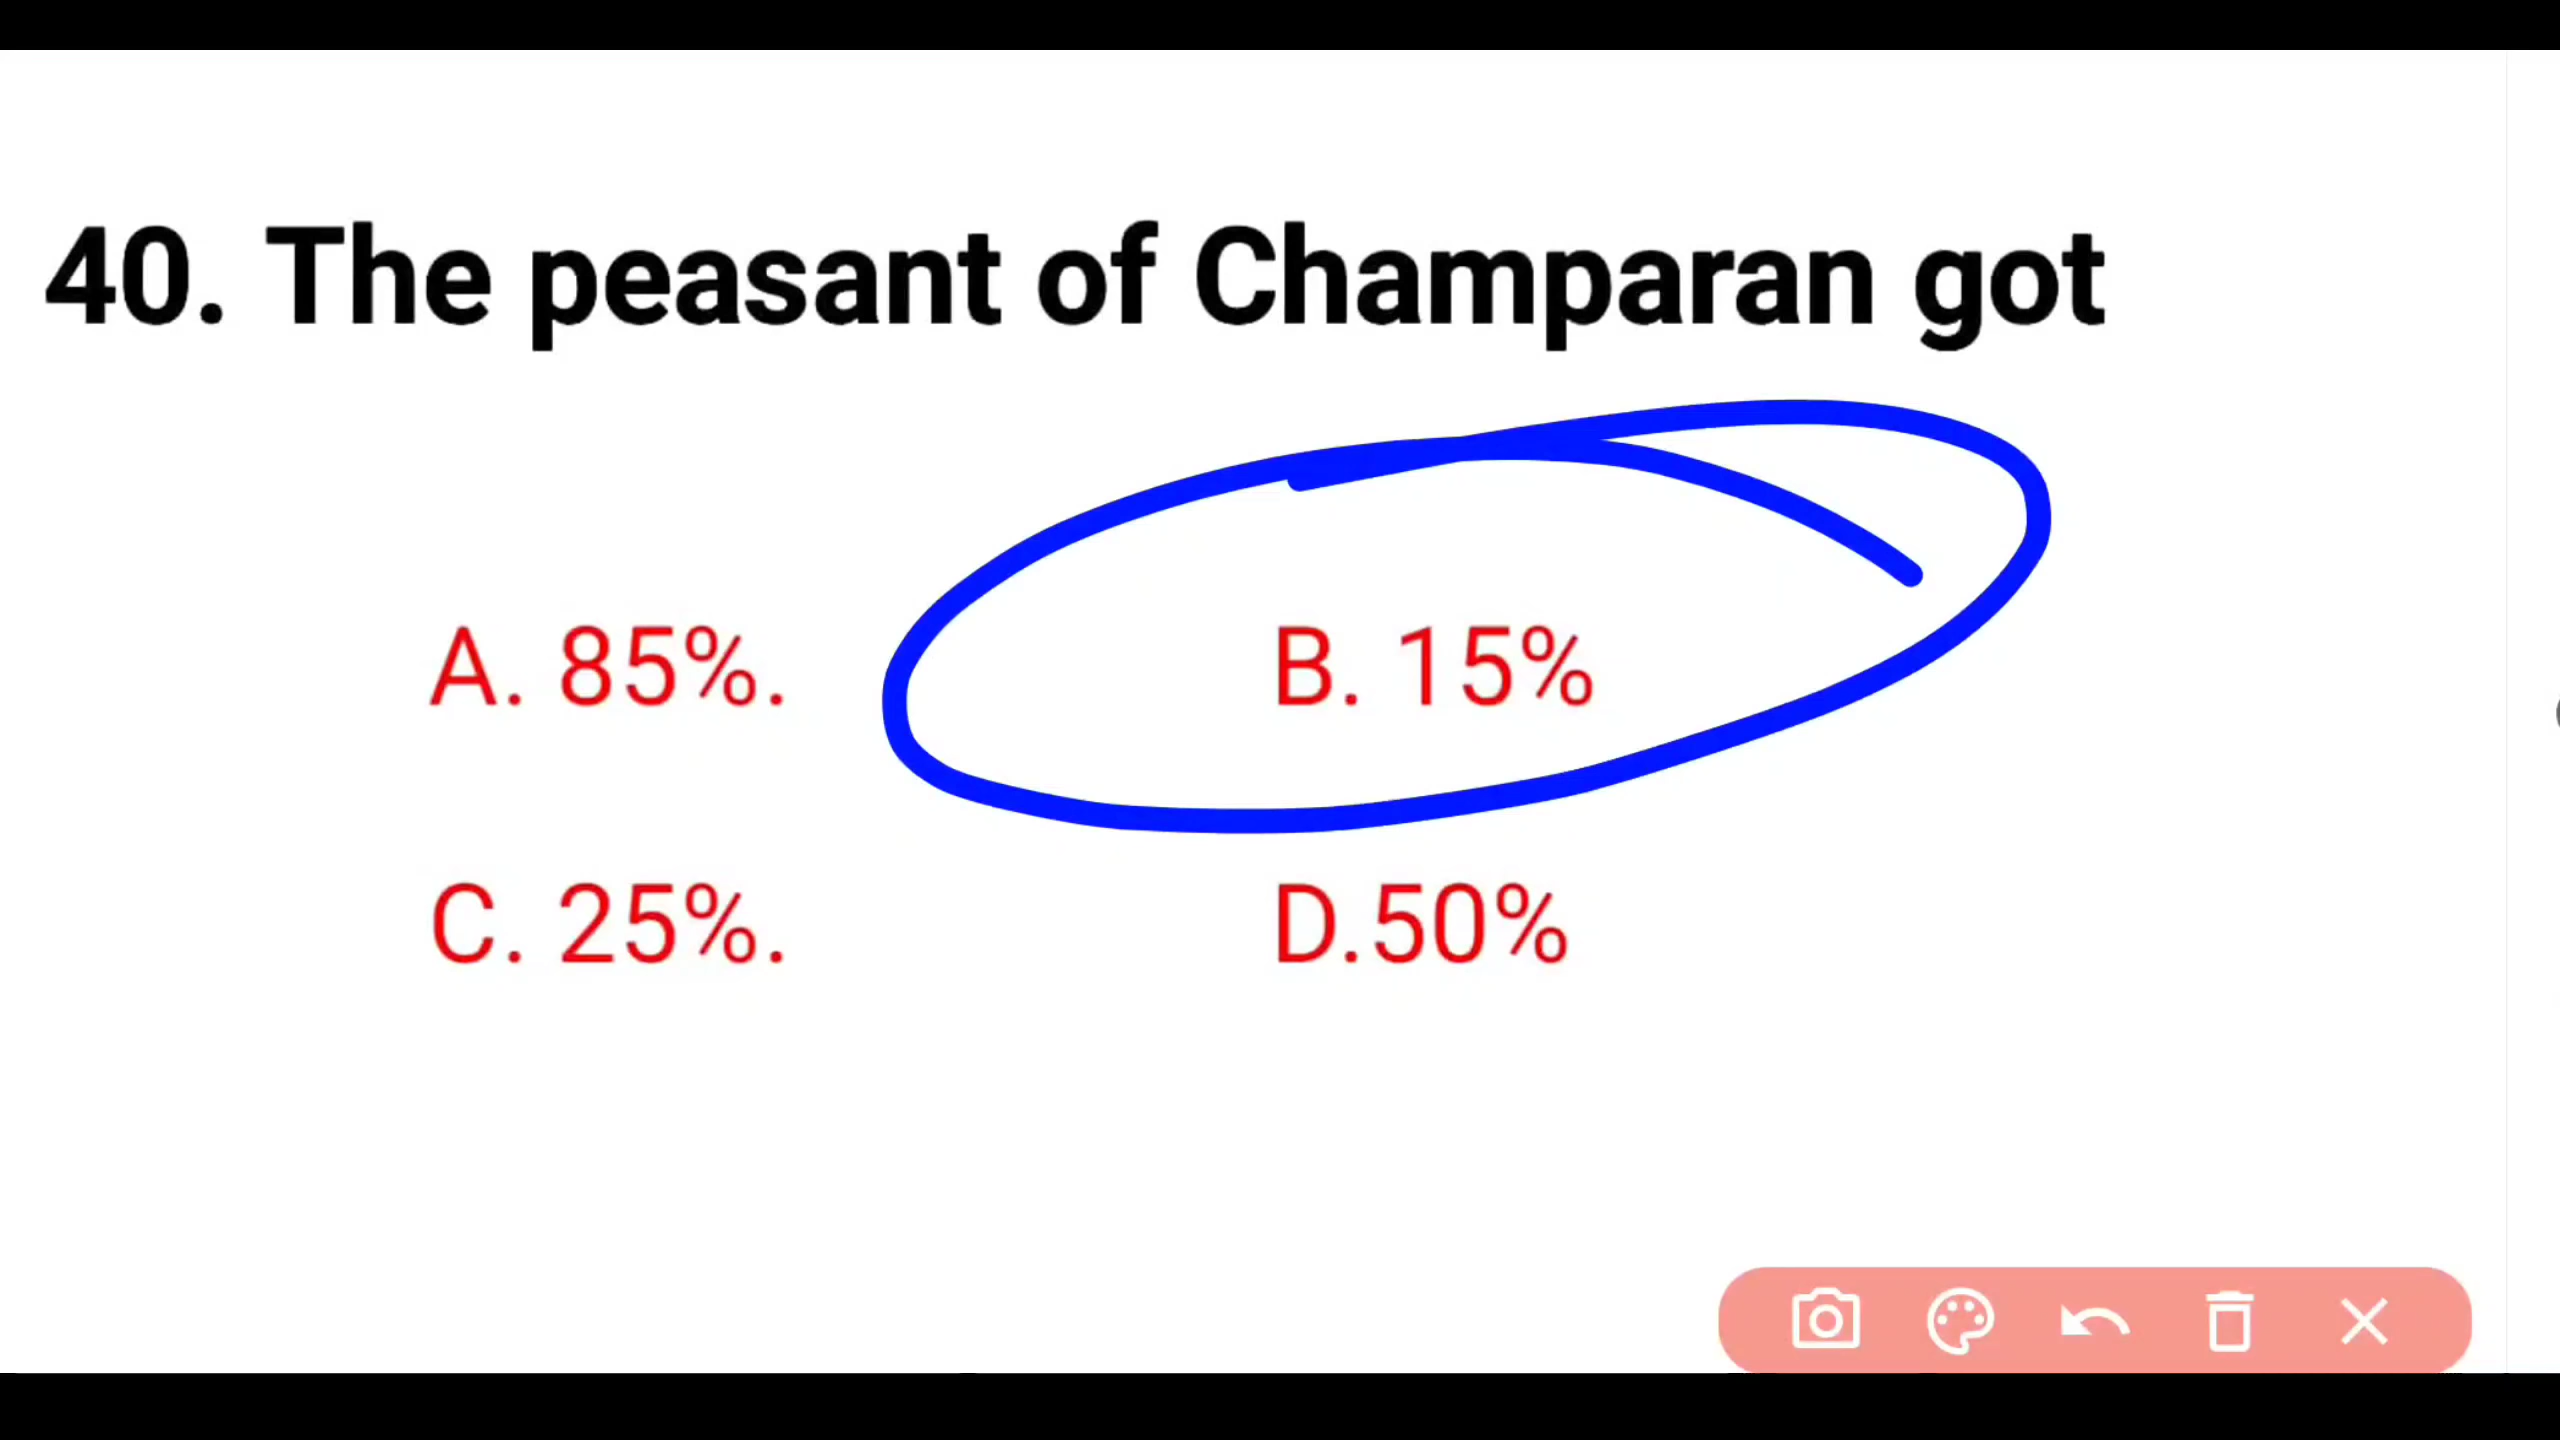 40. The peasant of Champaran got
A. 85%. B. 15%
C. 25%. D.50%